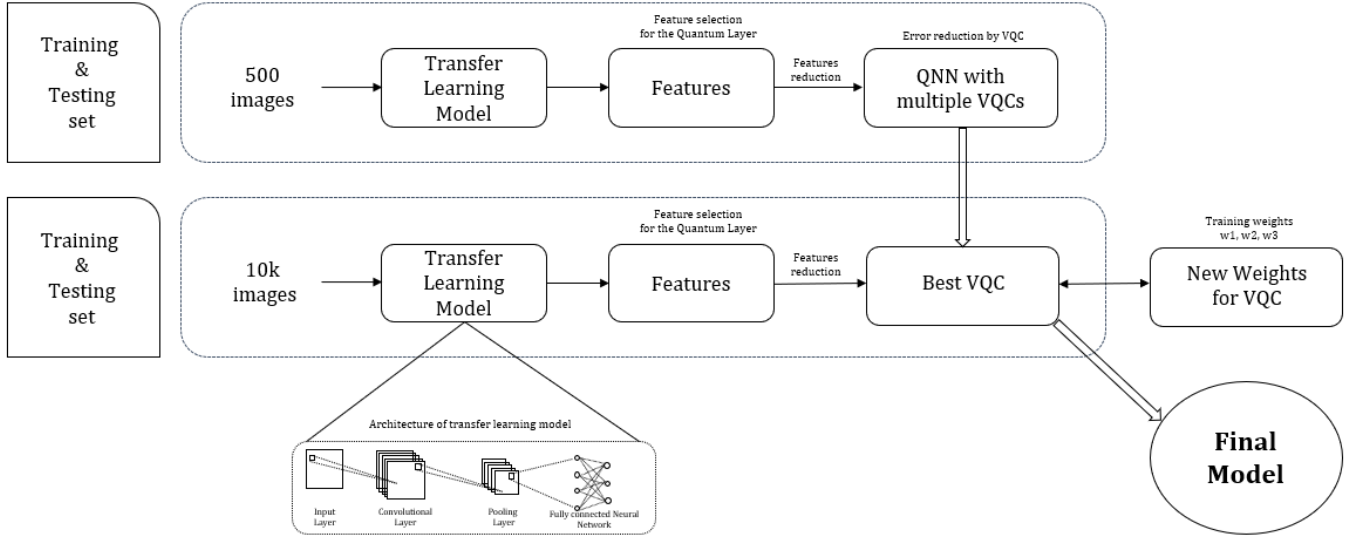 Training
&
Testing
set
500
images
Transfer
Learning
Model
Feature selection
for the Quantum Layer
Features
Features
reduction
Error reduction by VQC
QNN with
multiple VQCs
Training
&
Testing
set
10k
images
Transfer
Learning
Model
Feature selection
for the Quantum Layer
Features
Features
reduction
Best VQC
Training weights
w1, w2, w3
New Weights
for VQC
Final
Model
Architecture of transfer learning model
Input
Layer
Convolutional
Layer
Pooling
Layer
Fully connected Neural
Network